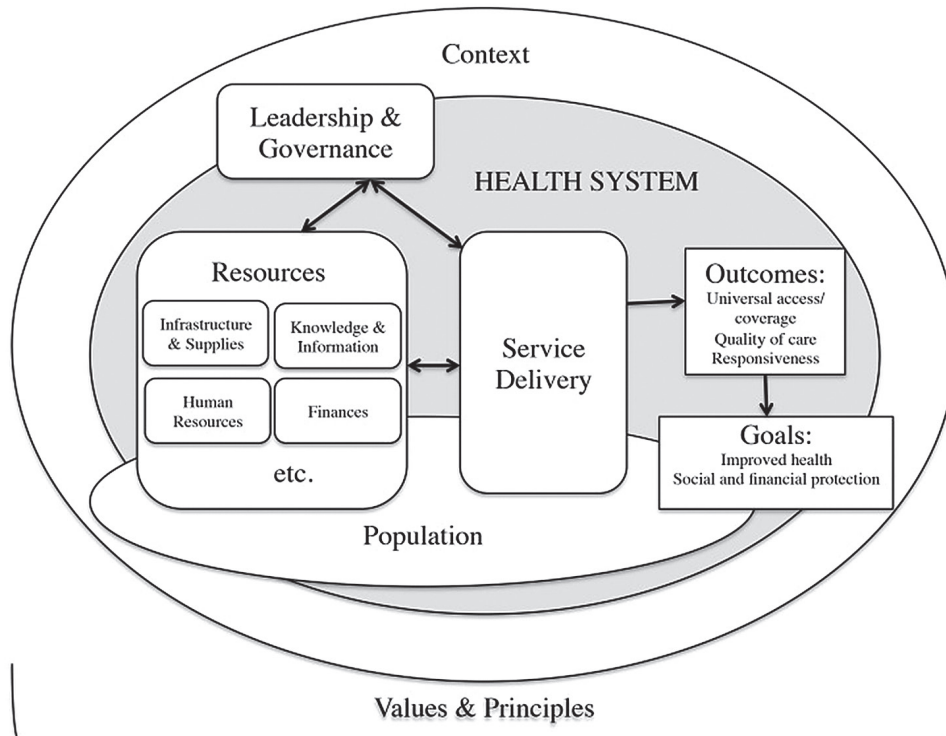 Context
Leadership &
Governance
HEALTH SYSTEM
Resources
Infrastructure
& Supplies
Knowledge &
Information
Human
Resources
Finances
etc.
Service
Delivery
Outcomes:
Universal access/
coverage
Quality of care
Responsiveness
Goals:
Improved health
Social and financial protection
Population
Values & Principles